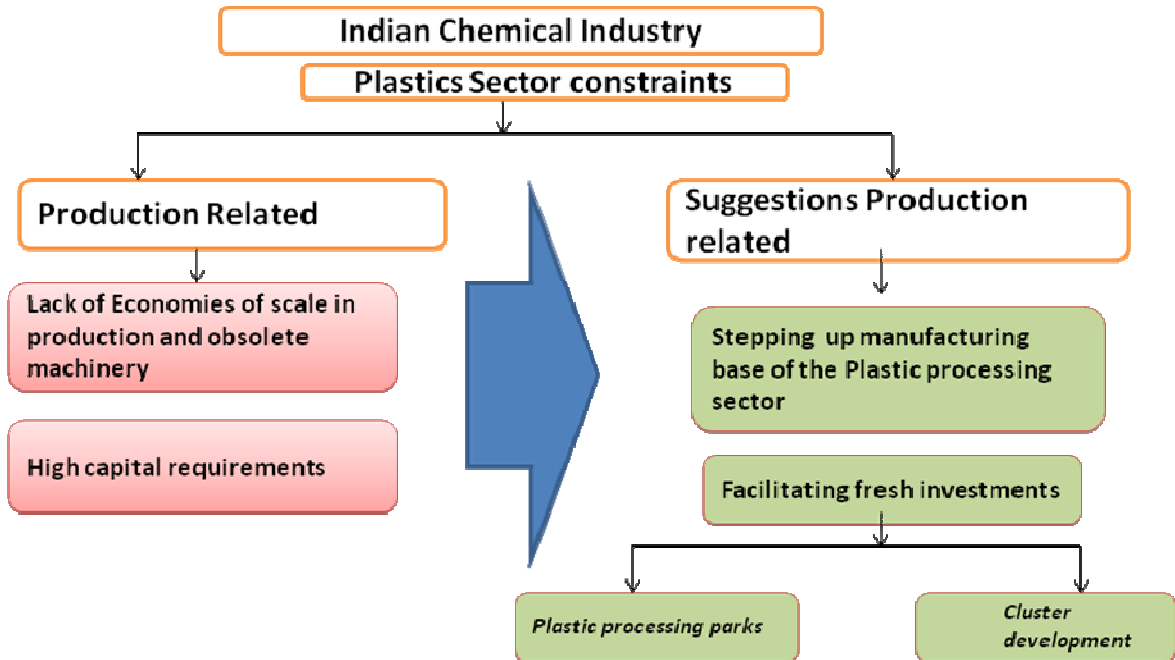 Indian Chemical Industry
Plastics Sector constraints
Production Related
Lack of Economies of scale in
production and obsolete
machinery
High capital requirements
Suggestions Production
related
Stepping up manufacturing
base of the Plastic processing
sector
Facilitating fresh investments
Plastic processing parks
Cluster
development